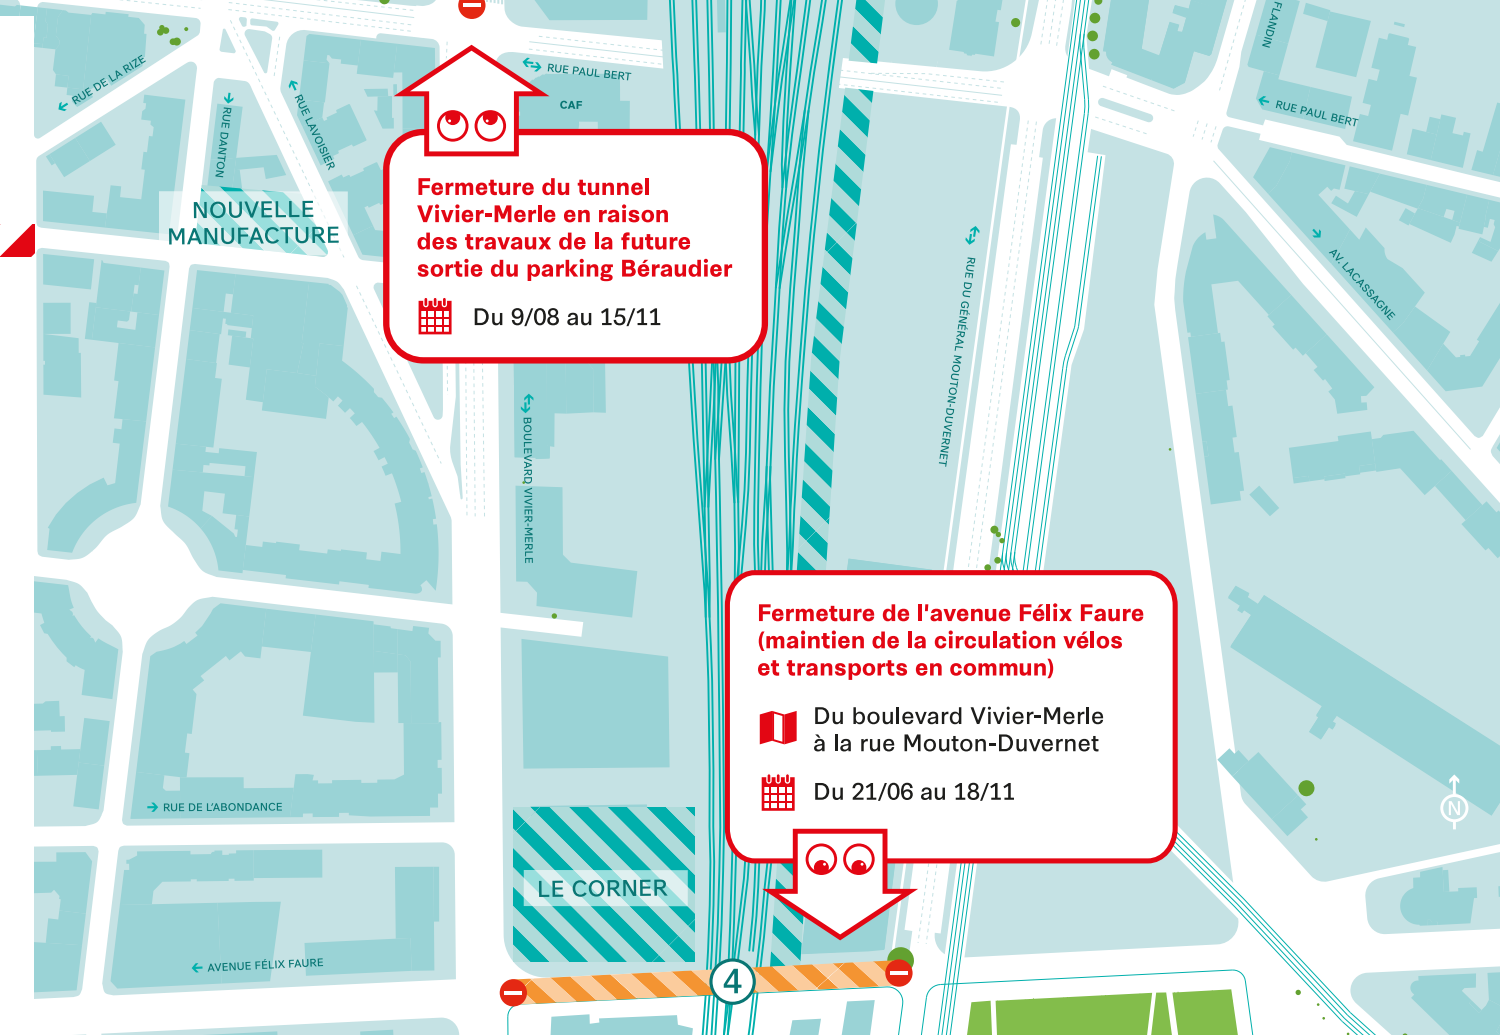 FLANDIN
RUE DE LA RIZE
RUE PAUL BERT
CAF
RUE PAUL BERT
RUE DANTON
RUE LAVOISIER
NOUVELLE
MANUFACTURE
Fermeture du tunnel
Vivier-Merle en raison
des travaux de la future
sortie du parking Béraudier
Du 9/08 au 15/11
RUE DU GÉNÉRAL MOUTON-DUVERNET
AV. LACASSAGNE
BOULEVARD VIVIER-MERLE
Fermeture de l'avenue Félix Faure
(maintien de la circulation vélos
et transports en commun)
Du boulevard Vivier-Merle
à la rue Mouton-Duvernet
Du 21/06 au 18/11
RUE DE L'ABONDANCE
N
LE CORNER
AVENUE FÉLIX FAURE
4